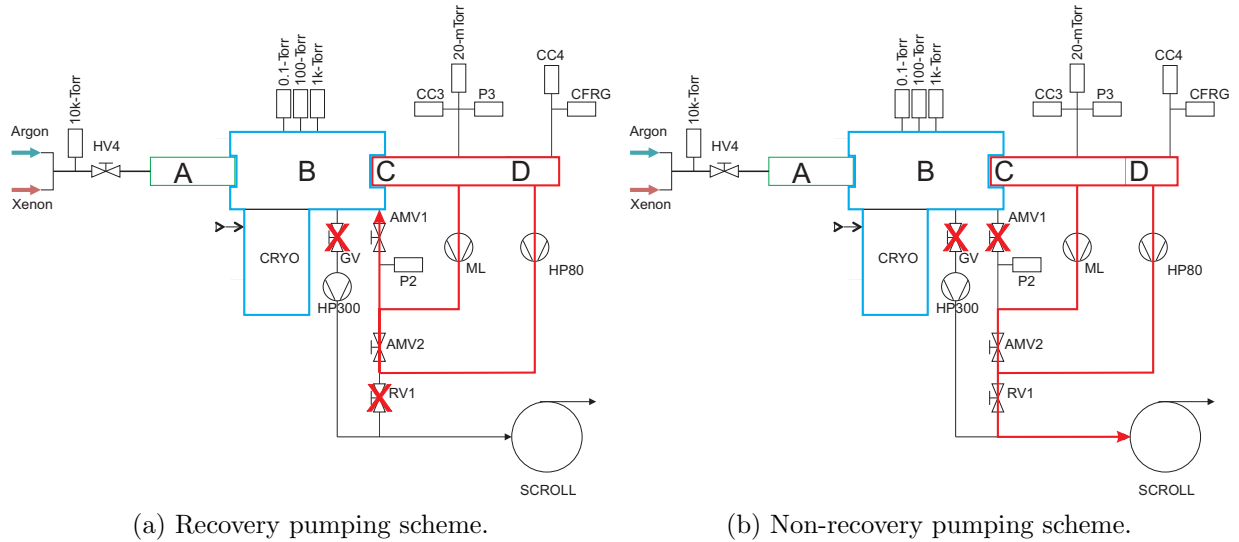 0.1-Torr
100-Torr
1k-Torr
20-mTorr
CC4
10k-Torr
CC3
P3
CFRG
Argon
HV4
Xenon
A
B
C
D
AMV1
CRYO
GV
ML
HP80
P2
HP300
AMV2
RV1
SCROLL
(a) Recovery pumping scheme.
0.1-Torr
100-Torr
1k-Torr
20-mTorr
CC4
10k-Torr
CC3
P3
CFRG
Argon
HV4
Xenon
A
B
C
D
AMV1
CRYO
GV
ML
HP80
P2
HP300
AMV2
RV1
SCROLL
(b) Non-recovery pumping scheme.